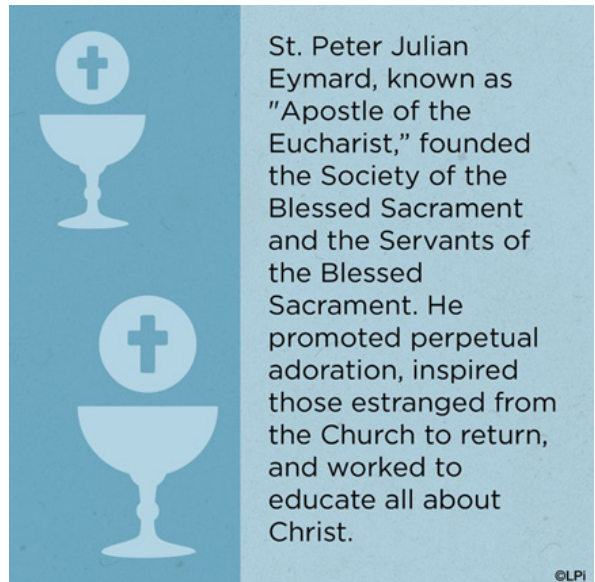 St. Peter Julian
Eymard, known as
"Apostle of the
Eucharist,” founded
the Society of the
Blessed Sacrament
and the Servants of
the Blessed
Sacrament. He
promoted perpetual
adoration, inspired
those estranged from
the Church to return,
and worked to
educate all about
Christ.
©LPi